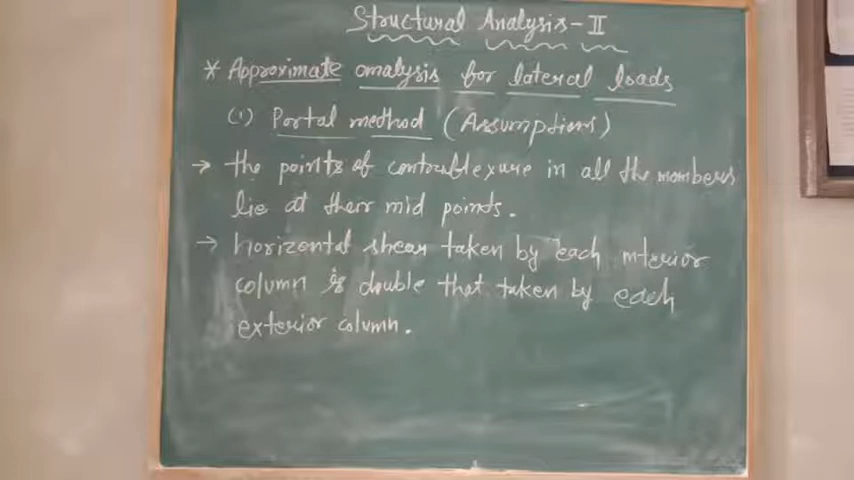 Structural Analysis-II
* Approximate analysis for lateral loads
(1) Portal method (Assumptions)
→ the points of contraflexure in all the members
lie at their mid points.
→ horizontal shear taken by each interior
column is double that taken by each
exterior column.